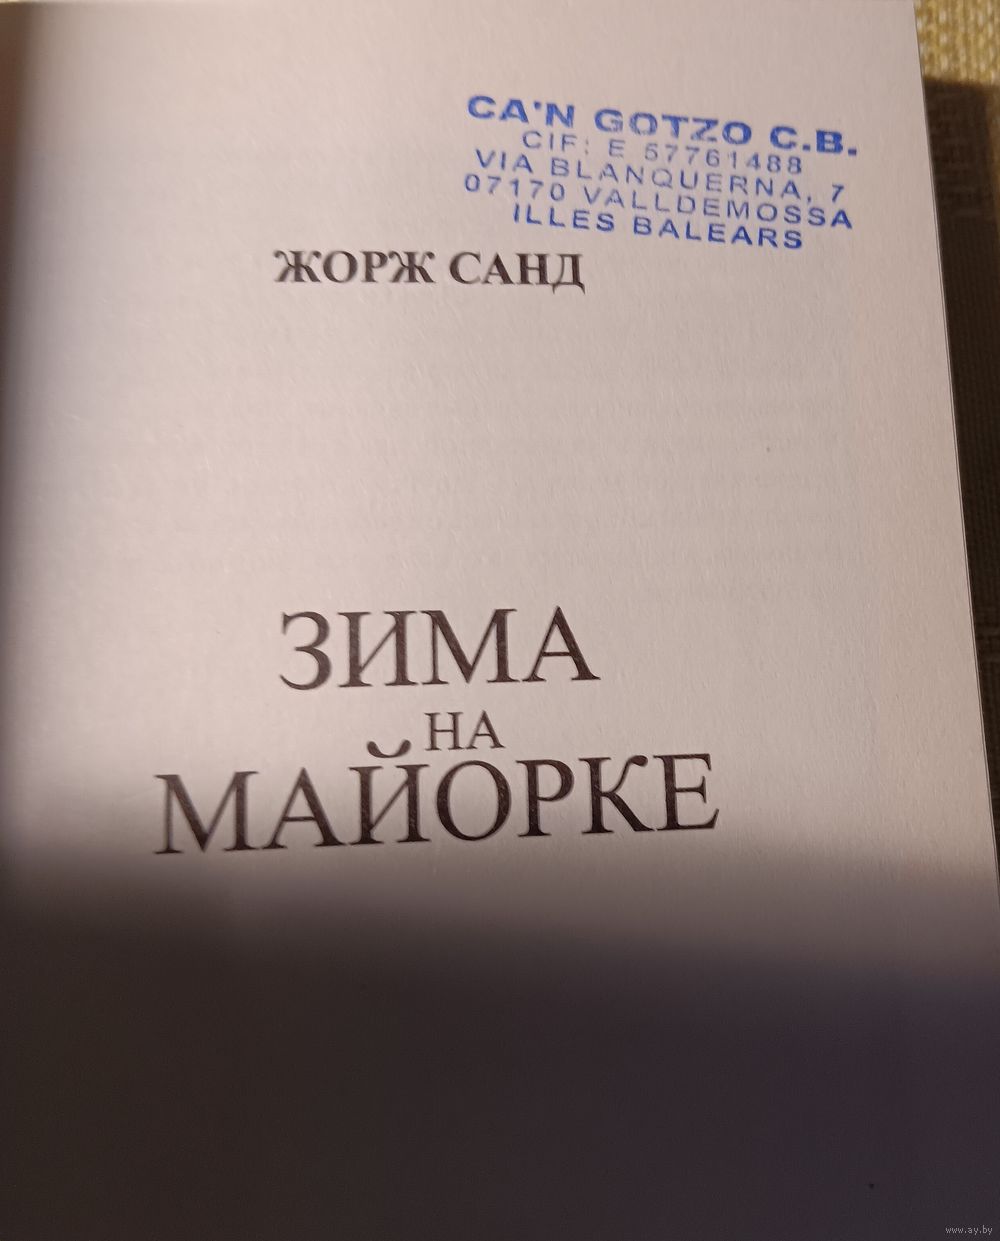 CA'N GOTZO C.B.
CIF: E 57761488
VIA BLANQUERNA, 7
07170 VALLDEMOSSA
ILLES BALEARS
ЖОРЖ САНД
ЗИМА
НА
МАЙОРКЕ
www.ay.by